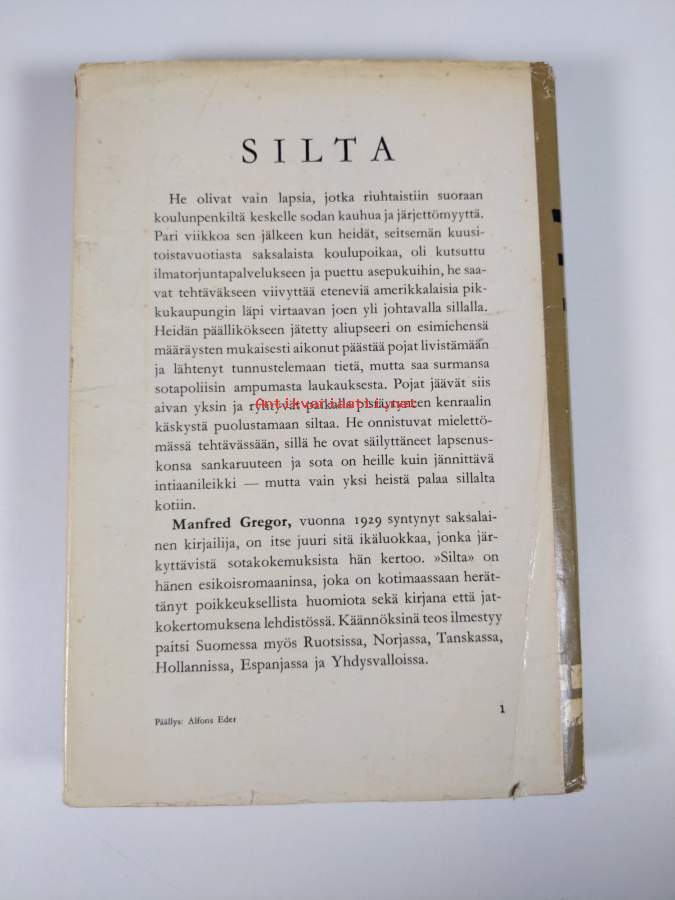 SILTA
He olivat vain lapsia, jotka riuhtaistiin suoraan
koulunpenkiltä keskelle sodan kauhua ja järjettömyyttä.
Pari viikkoa sen jälkeen kun heidät, seitsemän kuusi-
toistavuotiasta saksalaista koulupoikaa, oli kutsuttu
ilmatorjuntapalvelukseen ja puettu asepukuihin, he saa-
vat tehtäväkseen viivyttää eteneviä amerikkalaisia pik-
kukaupungin läpi virtaavan joen yli johtavalla sillalla.
Heidän päällikökseen jätetty aliupseeri on esimiehensä
määräysten mukaisesti aikonut päästää pojat livistämään
ja lähtenyt tunnustelemaan tietä, mutta saa surmansa
sotapoliisin ampumasta laukauksesta. Pojat jäävät siis
aivan yksin ja ryhtyvät paikalla pistäytyneen kenraalin
Antikvariaatti.net
käskystä puolustamaan siltaa. He onnistuvat mielettö-
mässä tehtävässään, sillä he ovat säilyttäneet lapsenus-
konsa sankaruuteen ja sota on heille kuin jännittävä
intiaanileikki — mutta vain yksi heistä palaa sillalta
kotiin.
Manfred Gregor, vuonna 1929 syntynyt saksalai-
nen kirjailija, on itse juuri sitä ikäluokkaa, jonka jär-
kyttävistä sotakokemuksista hän kertoo. »Silta» on
hänen esikoisromaaninsa, joka on kotimaassaan herät-
tänyt poikkeuksellista huomiota sekä kirjana että jat-
kokertomuksena lehdistössä. Käännöksinä teos ilmestyy
paitsi Suomessa myös Ruotsissa, Norjassa, Tanskassa,
Hollannissa, Espanjassa ja Yhdysvalloissa.
Päällys: Alfons Eder
1